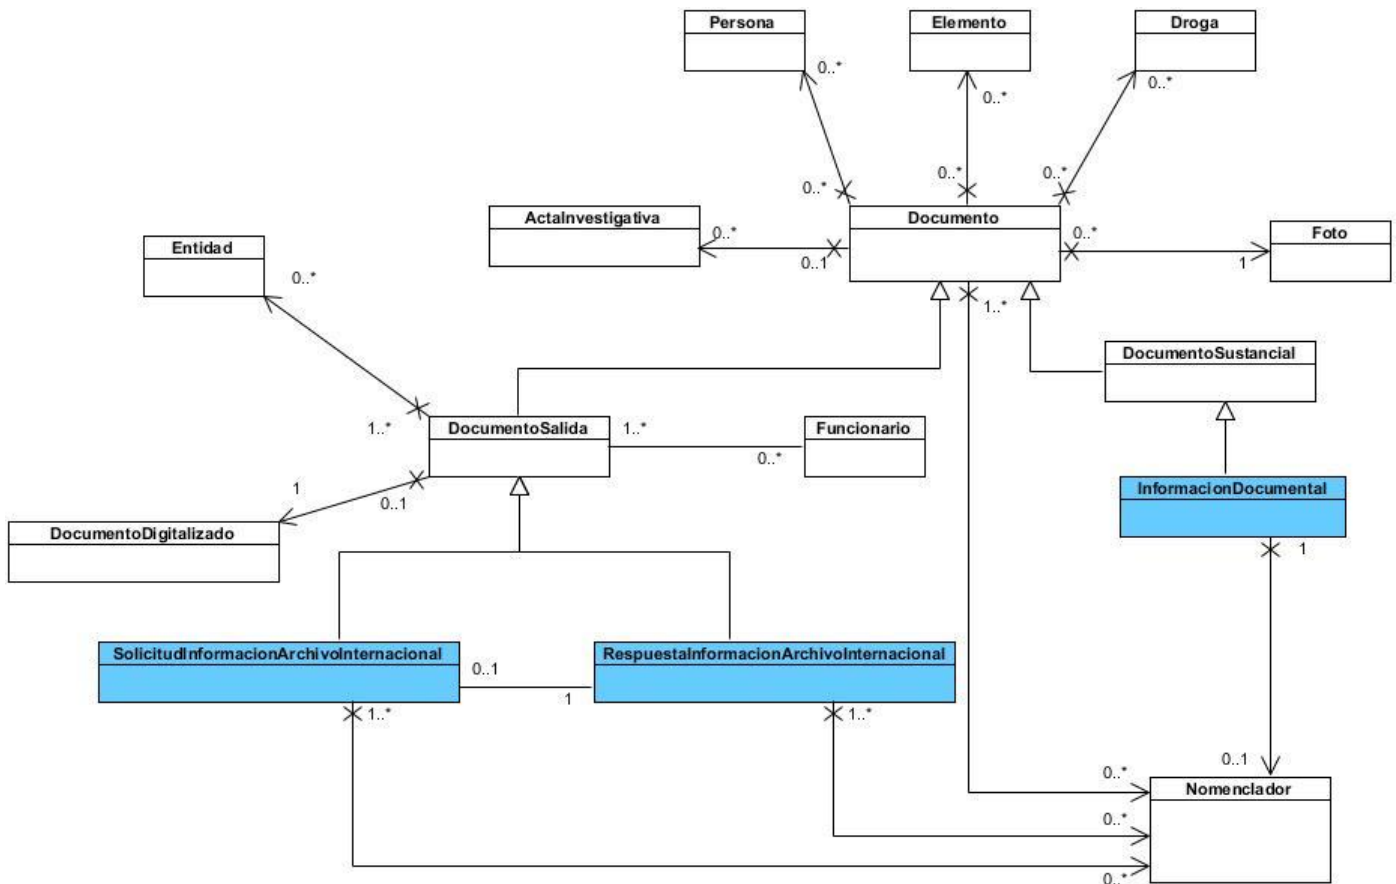 Persona
Elemento
Droga
0..*
0..*
0..*
0..*
0..*
0..*
ActaInvestigativa
Documento
Foto
0..*
0..1
0..*
1
Entidad
0..*
1..*
DocumentoSustancial
1..*
DocumentoSalida
1..*
0..*
Funcionario
1
0..1
DocumentoDigitalizado
InformacionDocumental
1
SolicitudInformacionArchivoInternacional
0..1
1
RespuestaInformacionArchivoInternacional
1..*
1..*
0..1
0..*
Nomenclador
0..*
0..*